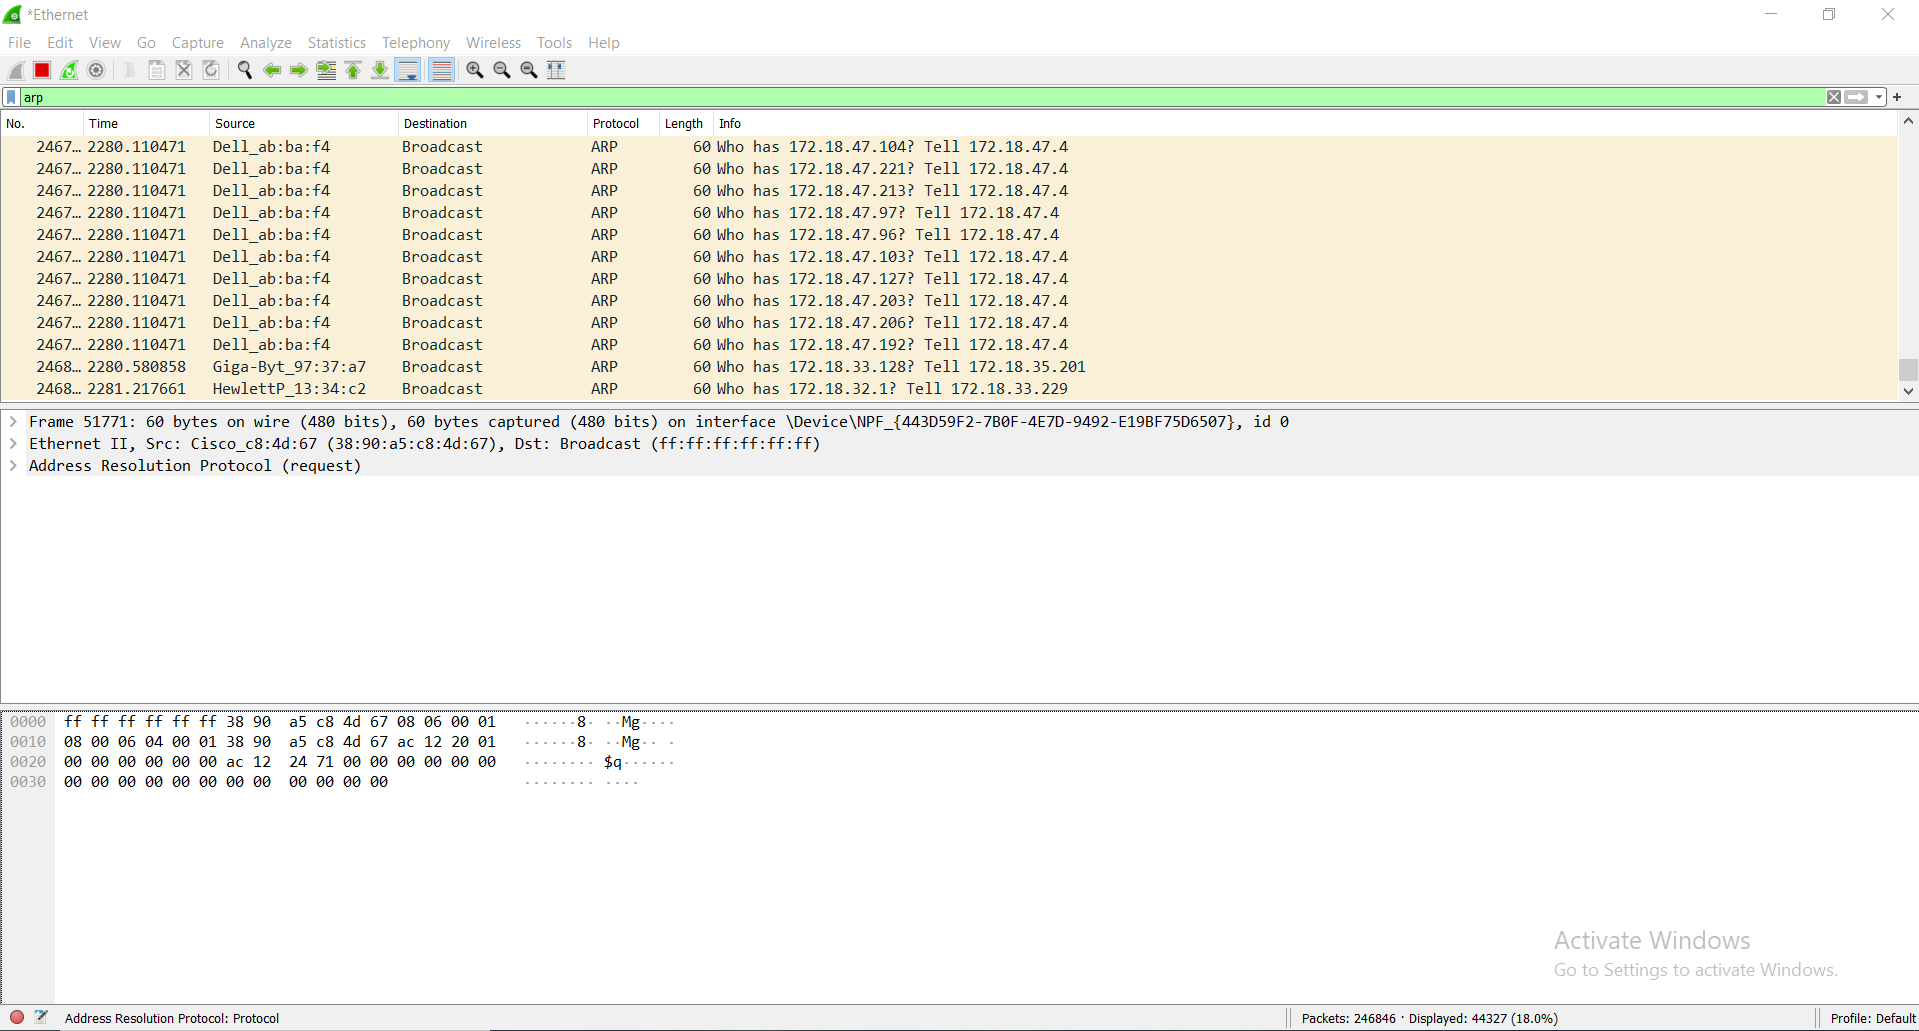 *Ethernet
File Edit View Go Capture Analyze Statistics Telephony Wireless Tools Help
arp
No. Time Source Destination Protocol Length Info
2467… 2280.110471 Dell_ab:ba:f4 Broadcast ARP 60 Who has 172.18.47.104? Tell 172.18.47.4
2467… 2280.110471 Dell_ab:ba:f4 Broadcast ARP 60 Who has 172.18.47.221? Tell 172.18.47.4
2467… 2280.110471 Dell_ab:ba:f4 Broadcast ARP 60 Who has 172.18.47.213? Tell 172.18.47.4
2467… 2280.110471 Dell_ab:ba:f4 Broadcast ARP 60 Who has 172.18.47.97? Tell 172.18.47.4
2467… 2280.110471 Dell_ab:ba:f4 Broadcast ARP 60 Who has 172.18.47.96? Tell 172.18.47.4
2467… 2280.110471 Dell_ab:ba:f4 Broadcast ARP 60 Who has 172.18.47.103? Tell 172.18.47.4
2467… 2280.110471 Dell_ab:ba:f4 Broadcast ARP 60 Who has 172.18.47.127? Tell 172.18.47.4
2467… 2280.110471 Dell_ab:ba:f4 Broadcast ARP 60 Who has 172.18.47.203? Tell 172.18.47.4
2467… 2280.110471 Dell_ab:ba:f4 Broadcast ARP 60 Who has 172.18.47.206? Tell 172.18.47.4
2467… 2280.110471 Dell_ab:ba:f4 Broadcast ARP 60 Who has 172.18.47.192? Tell 172.18.47.4
2468… 2280.580858 Giga-Byt_97:37:a7 Broadcast ARP 60 Who has 172.18.33.128? Tell 172.18.35.201
2468… 2281.217661 HewlettP_13:34:c2 Broadcast ARP 60 Who has 172.18.32.1? Tell 172.18.33.229
Frame 51771: 60 bytes on wire (480 bits), 60 bytes captured (480 bits) on interface \Device\NPF_{443D59F2-7B0F-4E7D-9492-E19BF75D6507}, id 0
Ethernet II, Src: Cisco_c8:4d:67 (38:90:a5:c8:4d:67), Dst: Broadcast (ff:ff:ff:ff:ff:ff)
Address Resolution Protocol (request)
0000 ff ff ff ff ff ff 38 90 a5 c8 4d 67 08 06 00 01 ······8· ··Mg····
0010 08 00 06 04 00 01 38 90 a5 c8 4d 67 ac 12 20 01 ······8· ··Mg·· ·
0020 00 00 00 00 00 00 ac 12 24 71 00 00 00 00 00 00 ········ $q······
0030 00 00 00 00 00 00 00 00 00 00 00 00 ········ ····
Activate Windows
Go to Settings to activate Windows.
Address Resolution Protocol: Protocol Packets: 246846 · Displayed: 44327 (18.0%) Profile: Default